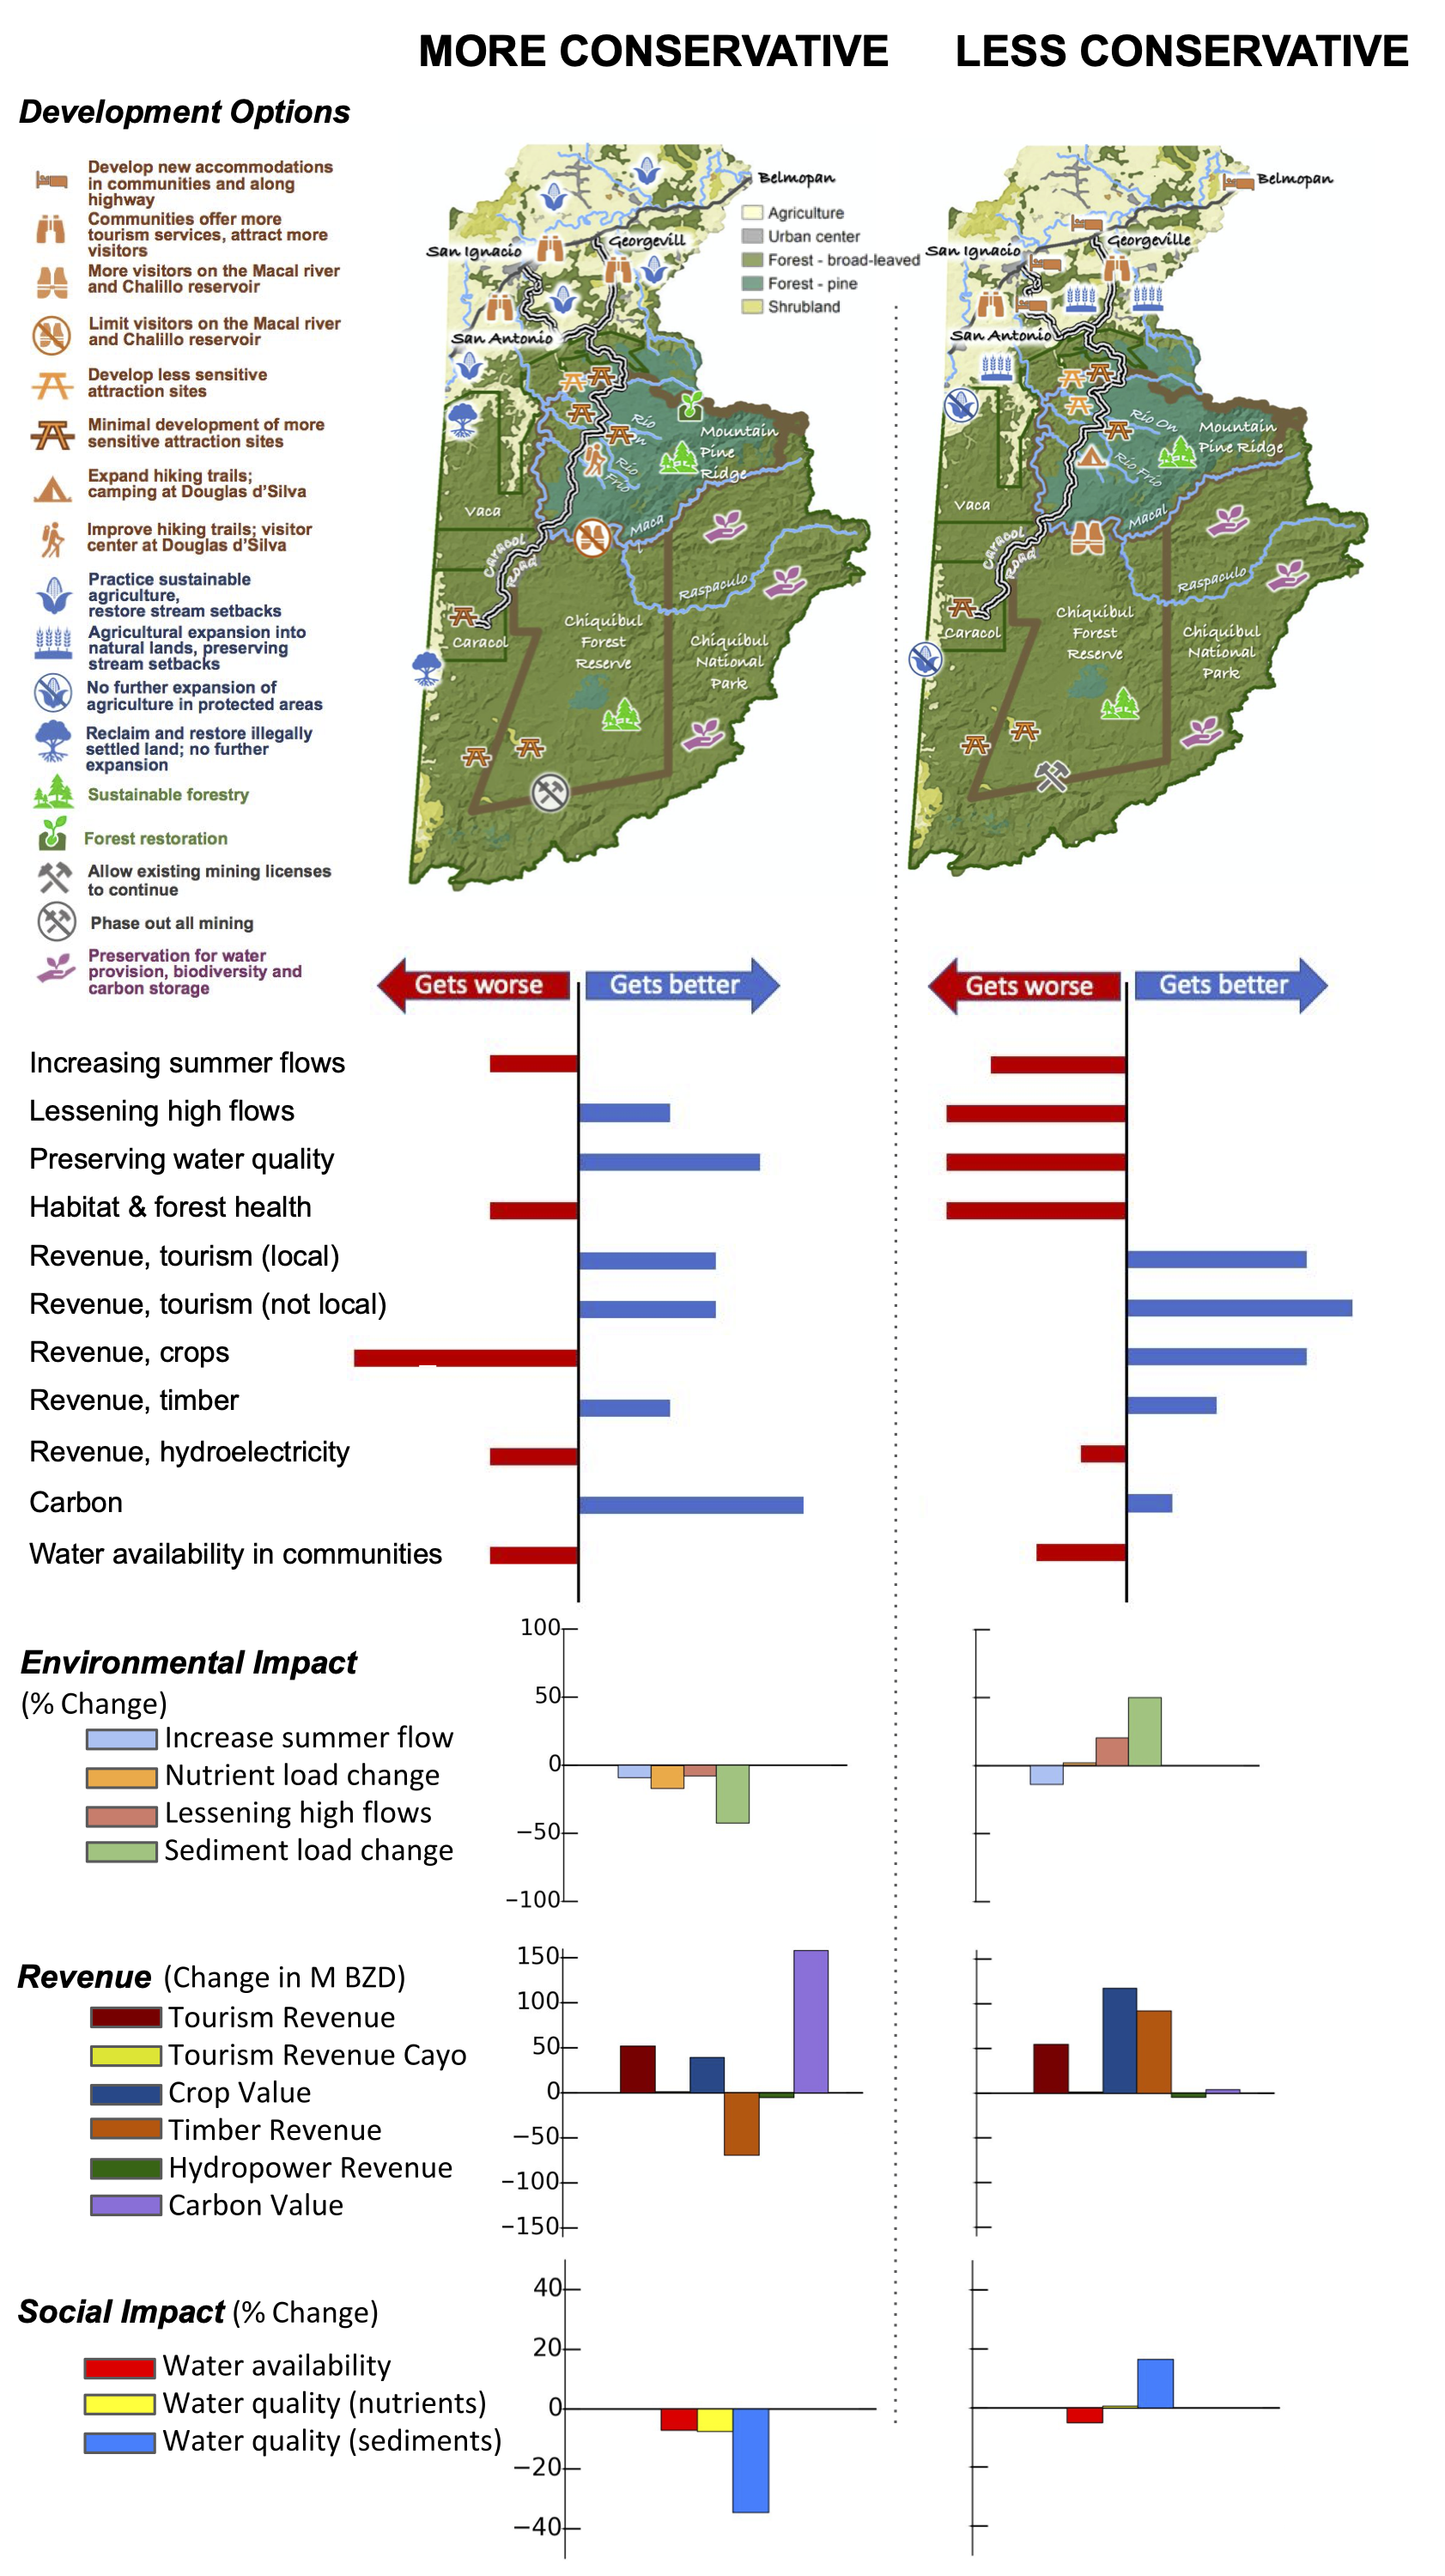 MORE CONSERVATIVE
LESS CONSERVATIVE
Development Options
Develop new accommodations
in communities and along
highway
Communities offer more
tourism services, attract more
visitors
More visitors on the Macal river
and Chalillo reservoir
Limit visitors on the Macal river
and Chalillo reservoir
Develop less sensitive
attraction sites
Minimal development of more
sensitive attraction sites
Expand hiking trails;
camping at Douglas d'Silva
Improve hiking trails; visitor
center at Douglas d'Silva
Practice sustainable
agriculture,
restore stream setbacks
Agricultural expansion into
natural lands, preserving
stream setbacks
No further expansion of
agriculture in protected areas
Reclaim and restore illegally
settled land; no further
expansion
Sustainable forestry
Forest restoration
Allow existing mining licenses
to continue
Phase out all mining
Preservation for water
provision, biodiversity and
carbon storage
Belmopan
Agriculture
Urban center
Forest - broad-leaved
Forest - pine
Shrubland
San Ignacio
Georgevill
San Antonio
Rio
On
Rio
Frio
Mountain
Pine
Ridge
Vaca
Maca
l
Caracol
Road
Raspaculo
Caracol
Chiquibul
Forest
Reserve
Chiquibul
National
Park
Belmopan
San Ignacio
Georgeville
San Antonio
Rio On
Mountain
Pine Ridge
Rio Frio
Vaca
Macal
Caracol
Road
Raspaculo
Caracol
Chiquibul
Forest
Reserve
Chiquibul
National
Park
Gets worse
Gets better
Gets worse
Gets better
Increasing summer flows
Lessening high flows
Preserving water quality
Habitat & forest health
Revenue, tourism (local)
Revenue, tourism (not local)
Revenue, crops
Revenue, timber
Revenue, hydroelectricity
Carbon
Water availability in communities
Environmental Impact
(% Change)
Increase summer flow
Nutrient load change
Lessening high flows
Sediment load change
100
50
0
−50
−100
Revenue (Change in M BZD)
Tourism Revenue
Tourism Revenue Cayo
Crop Value
Timber Revenue
Hydropower Revenue
Carbon Value
150
100
50
0
−50
−100
−150
Social Impact (% Change)
Water availability
Water quality (nutrients)
Water quality (sediments)
40
20
0
−20
−40